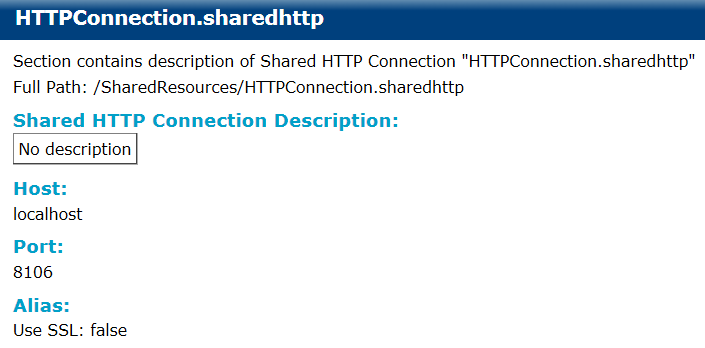 HTTPConnection.sharedhttp
Section contains description of Shared HTTP Connection "HTTPConnection.sharedhttp"
Full Path: /SharedResources/HTTPConnection.sharedhttp
Shared HTTP Connection Description:
No description
Host:
localhost
Port:
8106
Alias:
Use SSL: false